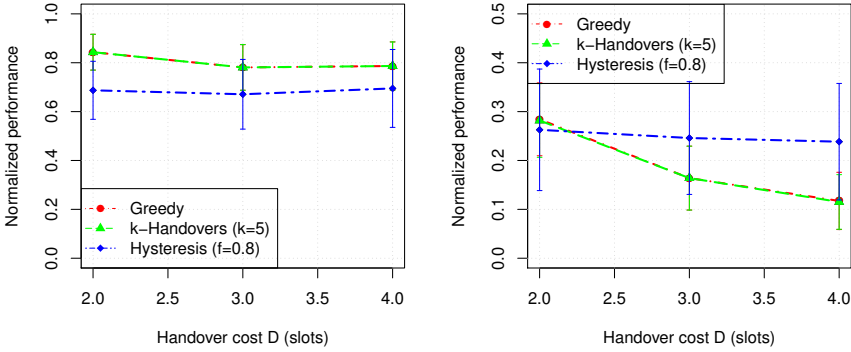 Normalized performance
1.0
0.8
0.6
0.4
0.2
0.0
Greedy
k−Handovers (k=5)
Hysteresis (f=0.8)
2.0 2.5 3.0 3.5 4.0
Handover cost D (slots)
Normalized performance
0.5
0.4
0.3
0.2
0.1
0.0
Greedy
k−Handovers (k=5)
Hysteresis (f=0.8)
2.0 2.5 3.0 3.5 4.0
Handover cost D (slots)